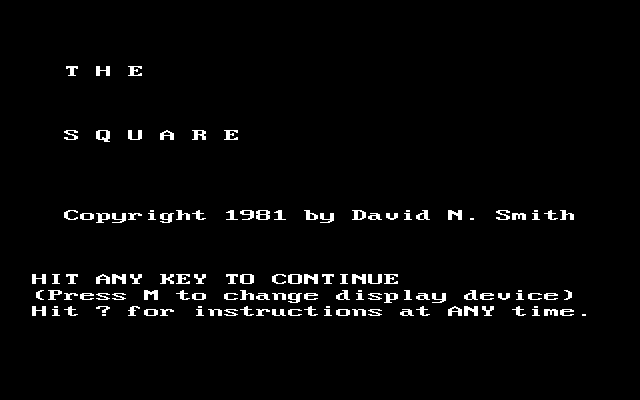 T H E
S Q U A R E
Copyright 1981 by David N. Smith
HIT ANY KEY TO CONTINUE
(Press M to change display device)
Hit ? for instructions at ANY time.